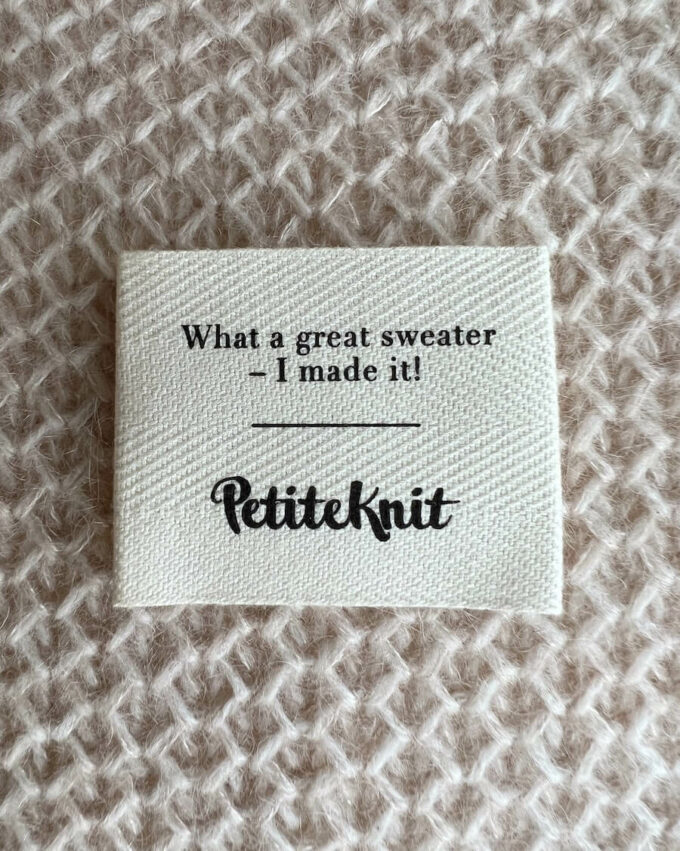 What a great sweater
– I made it!
PetiteKnit